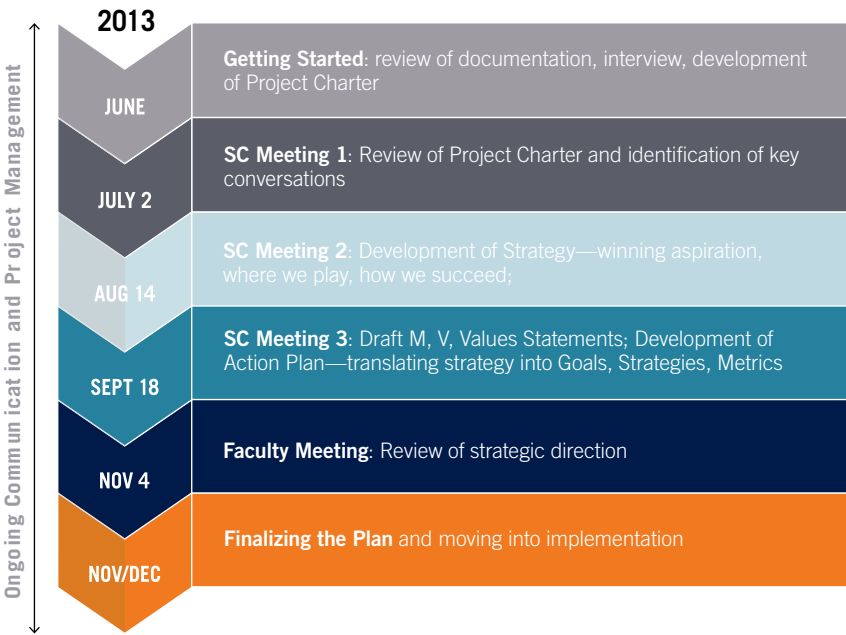 2013
Ongoing Communication and Project Management
JUNE
Getting Started: review of documentation, interview, development
of Project Charter
JULY 2
SC Meeting 1: Review of Project Charter and identification of key
conversations
AUG 14
SC Meeting 2: Development of Strategy—winning aspiration,
where we play, how we succeed;
SEPT 18
SC Meeting 3: Draft M, V, Values Statements; Development of
Action Plan—translating strategy into Goals, Strategies, Metrics
NOV 4
Faculty Meeting: Review of strategic direction
NOV/DEC
Finalizing the Plan and moving into implementation